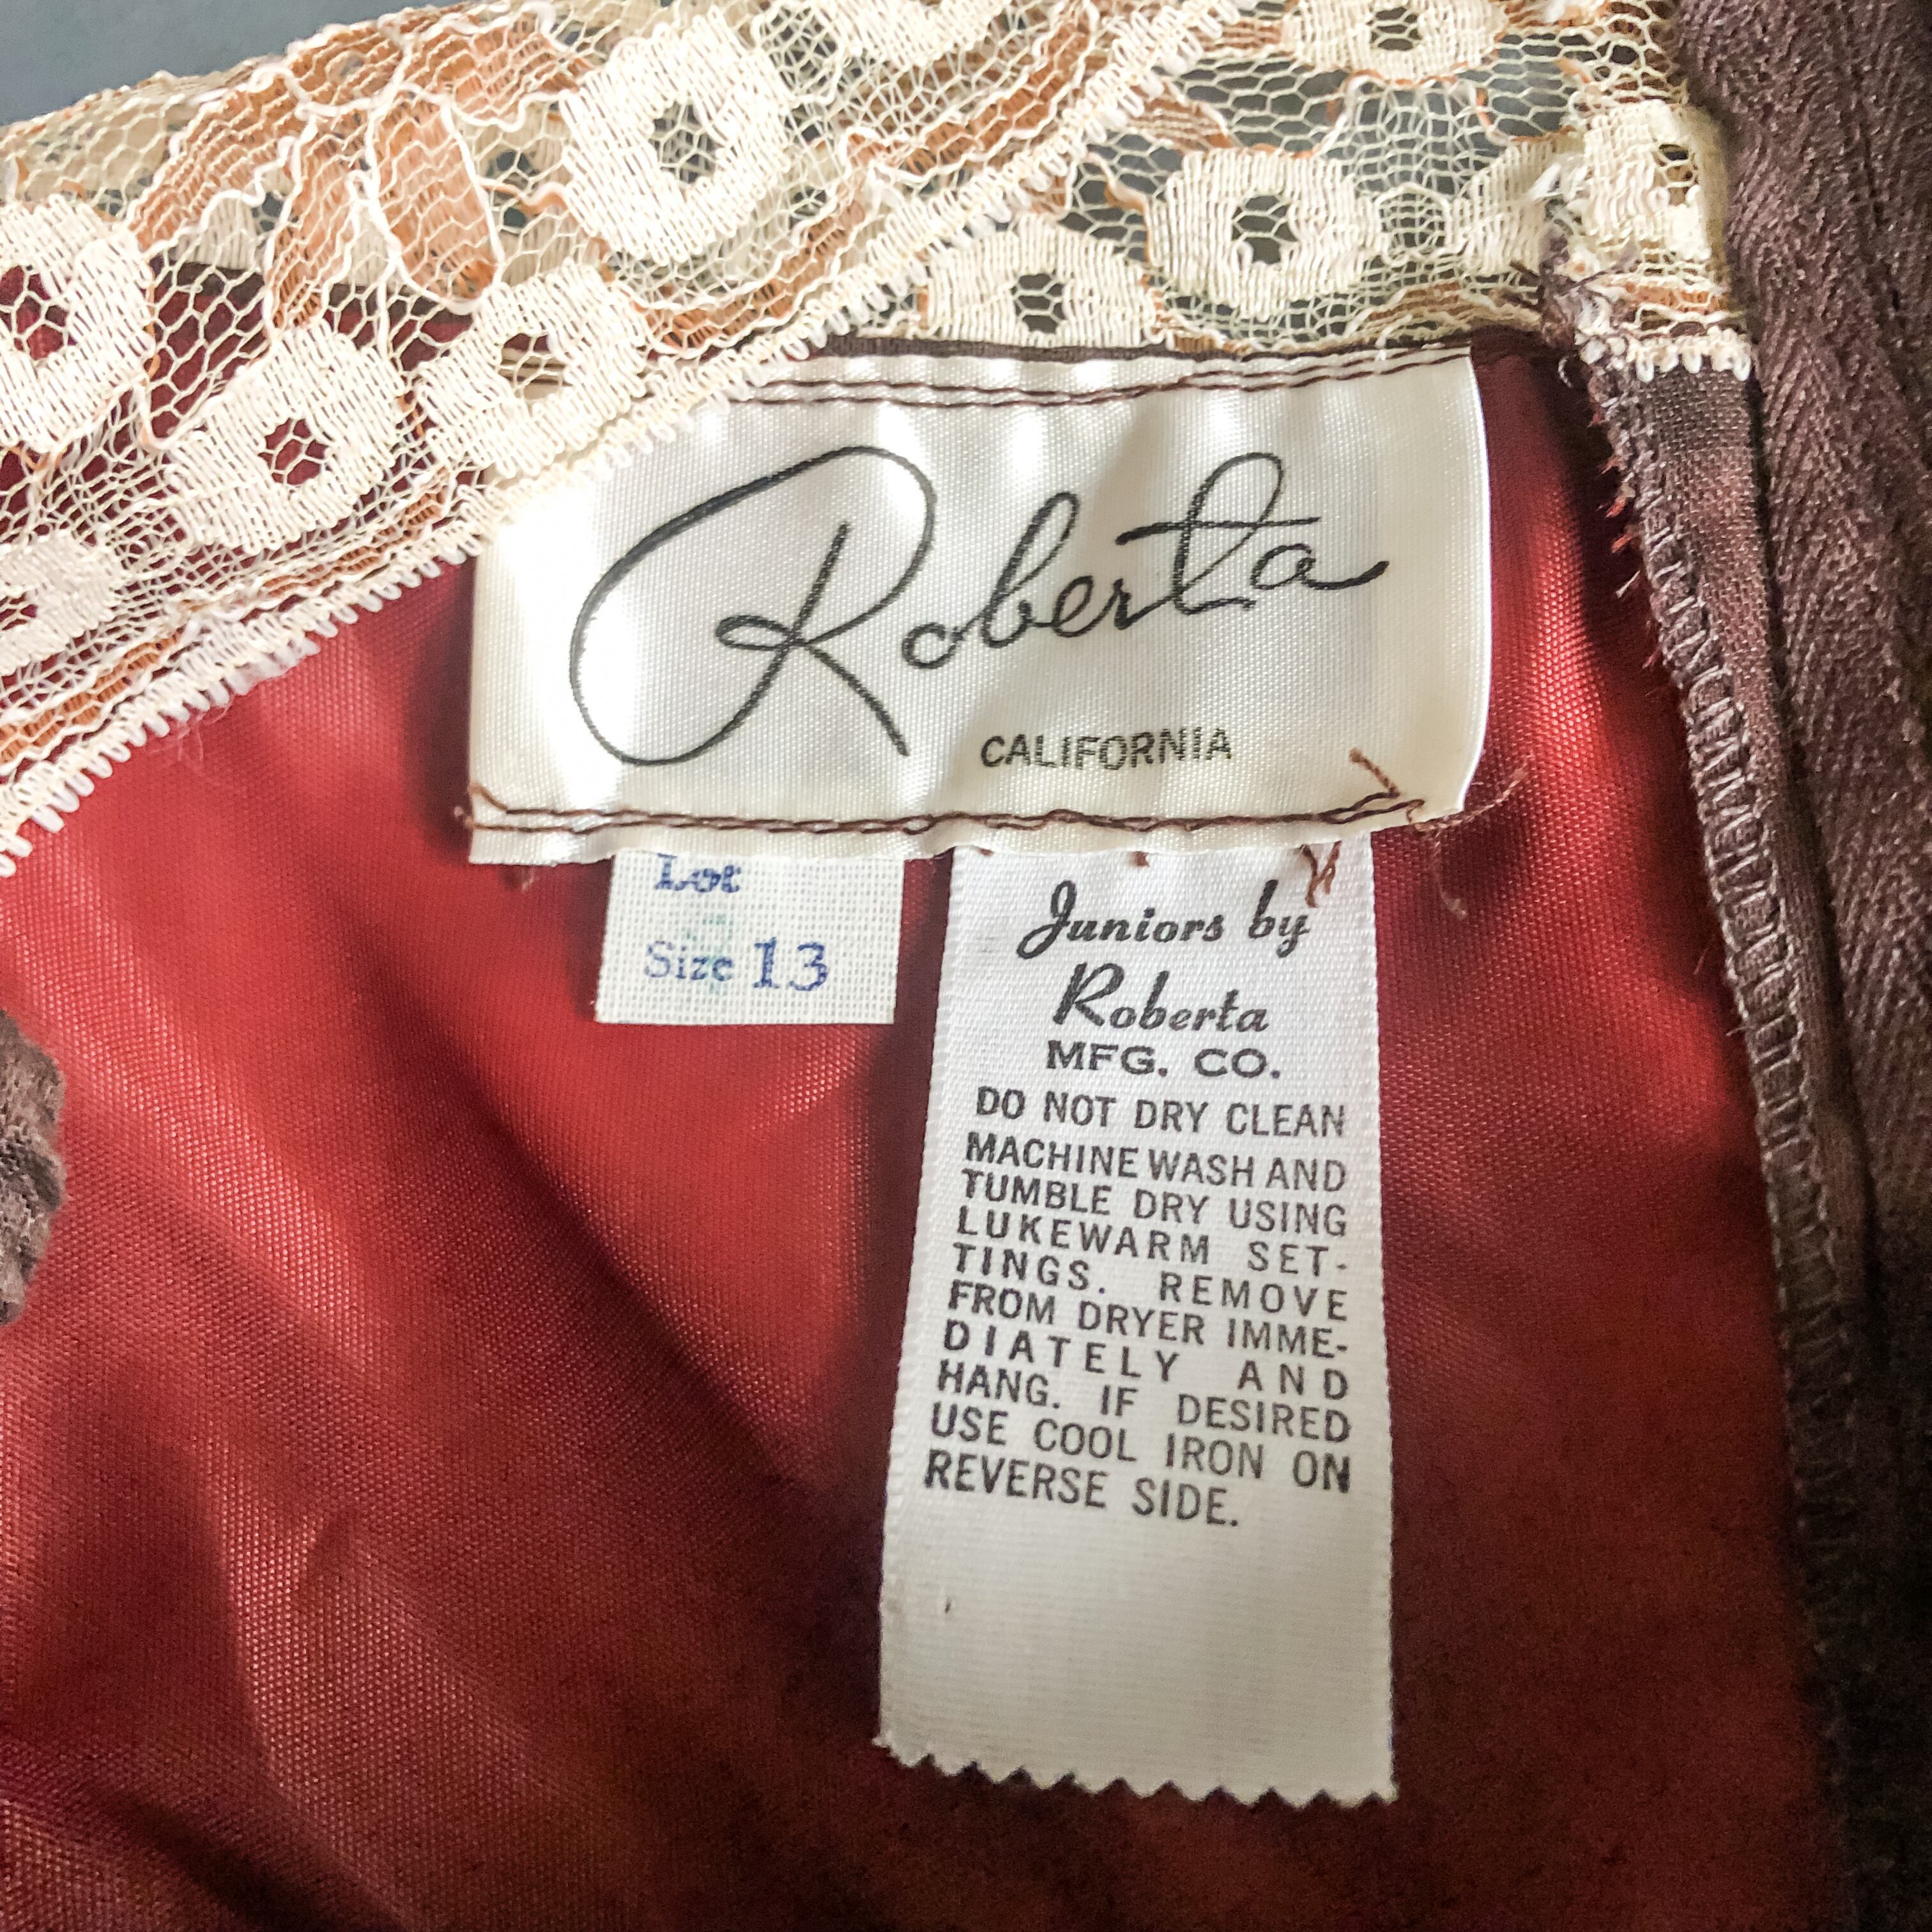 Roberta
CALIFORNIA
Lot
Size 13
Juniors by
Roberta
MFG. CO.
DO NOT DRY CLEAN
MACHINE WASH AND
TUMBLE DRY USING
LUKEWARM SET-
TINGS. REMOVE
FROM DRYER IMME-
DIATELY AND
HANG. IF DESIRED
USE COOL IRON ON
REVERSE SIDE.